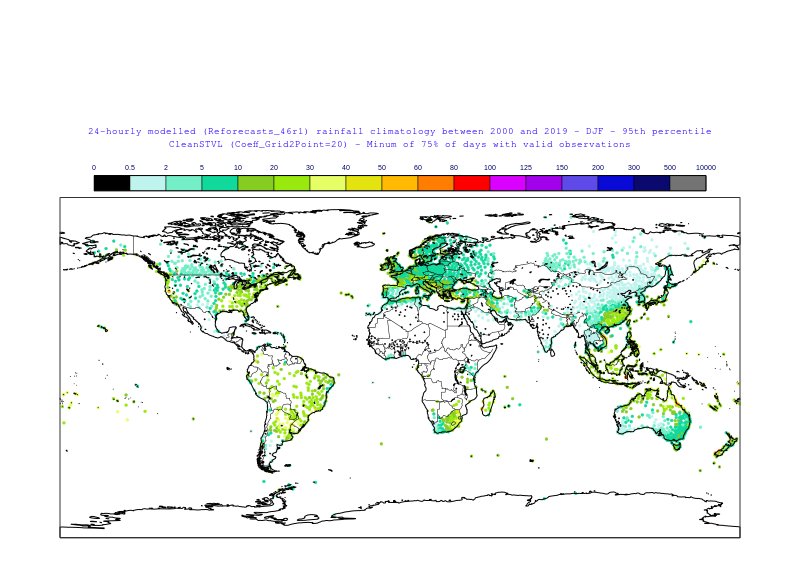 24-hourly modelled (Reforecasts_46r1) rainfall climatology between 2000 and 2019 - DJF - 95th percentile
CleanSTVL (Coeff_Grid2Point=20) - Minum of 75% of days with valid observations
0 0.5 2 5 10 20 30 40 50 60 80 100 125 150 200 300 500 10000